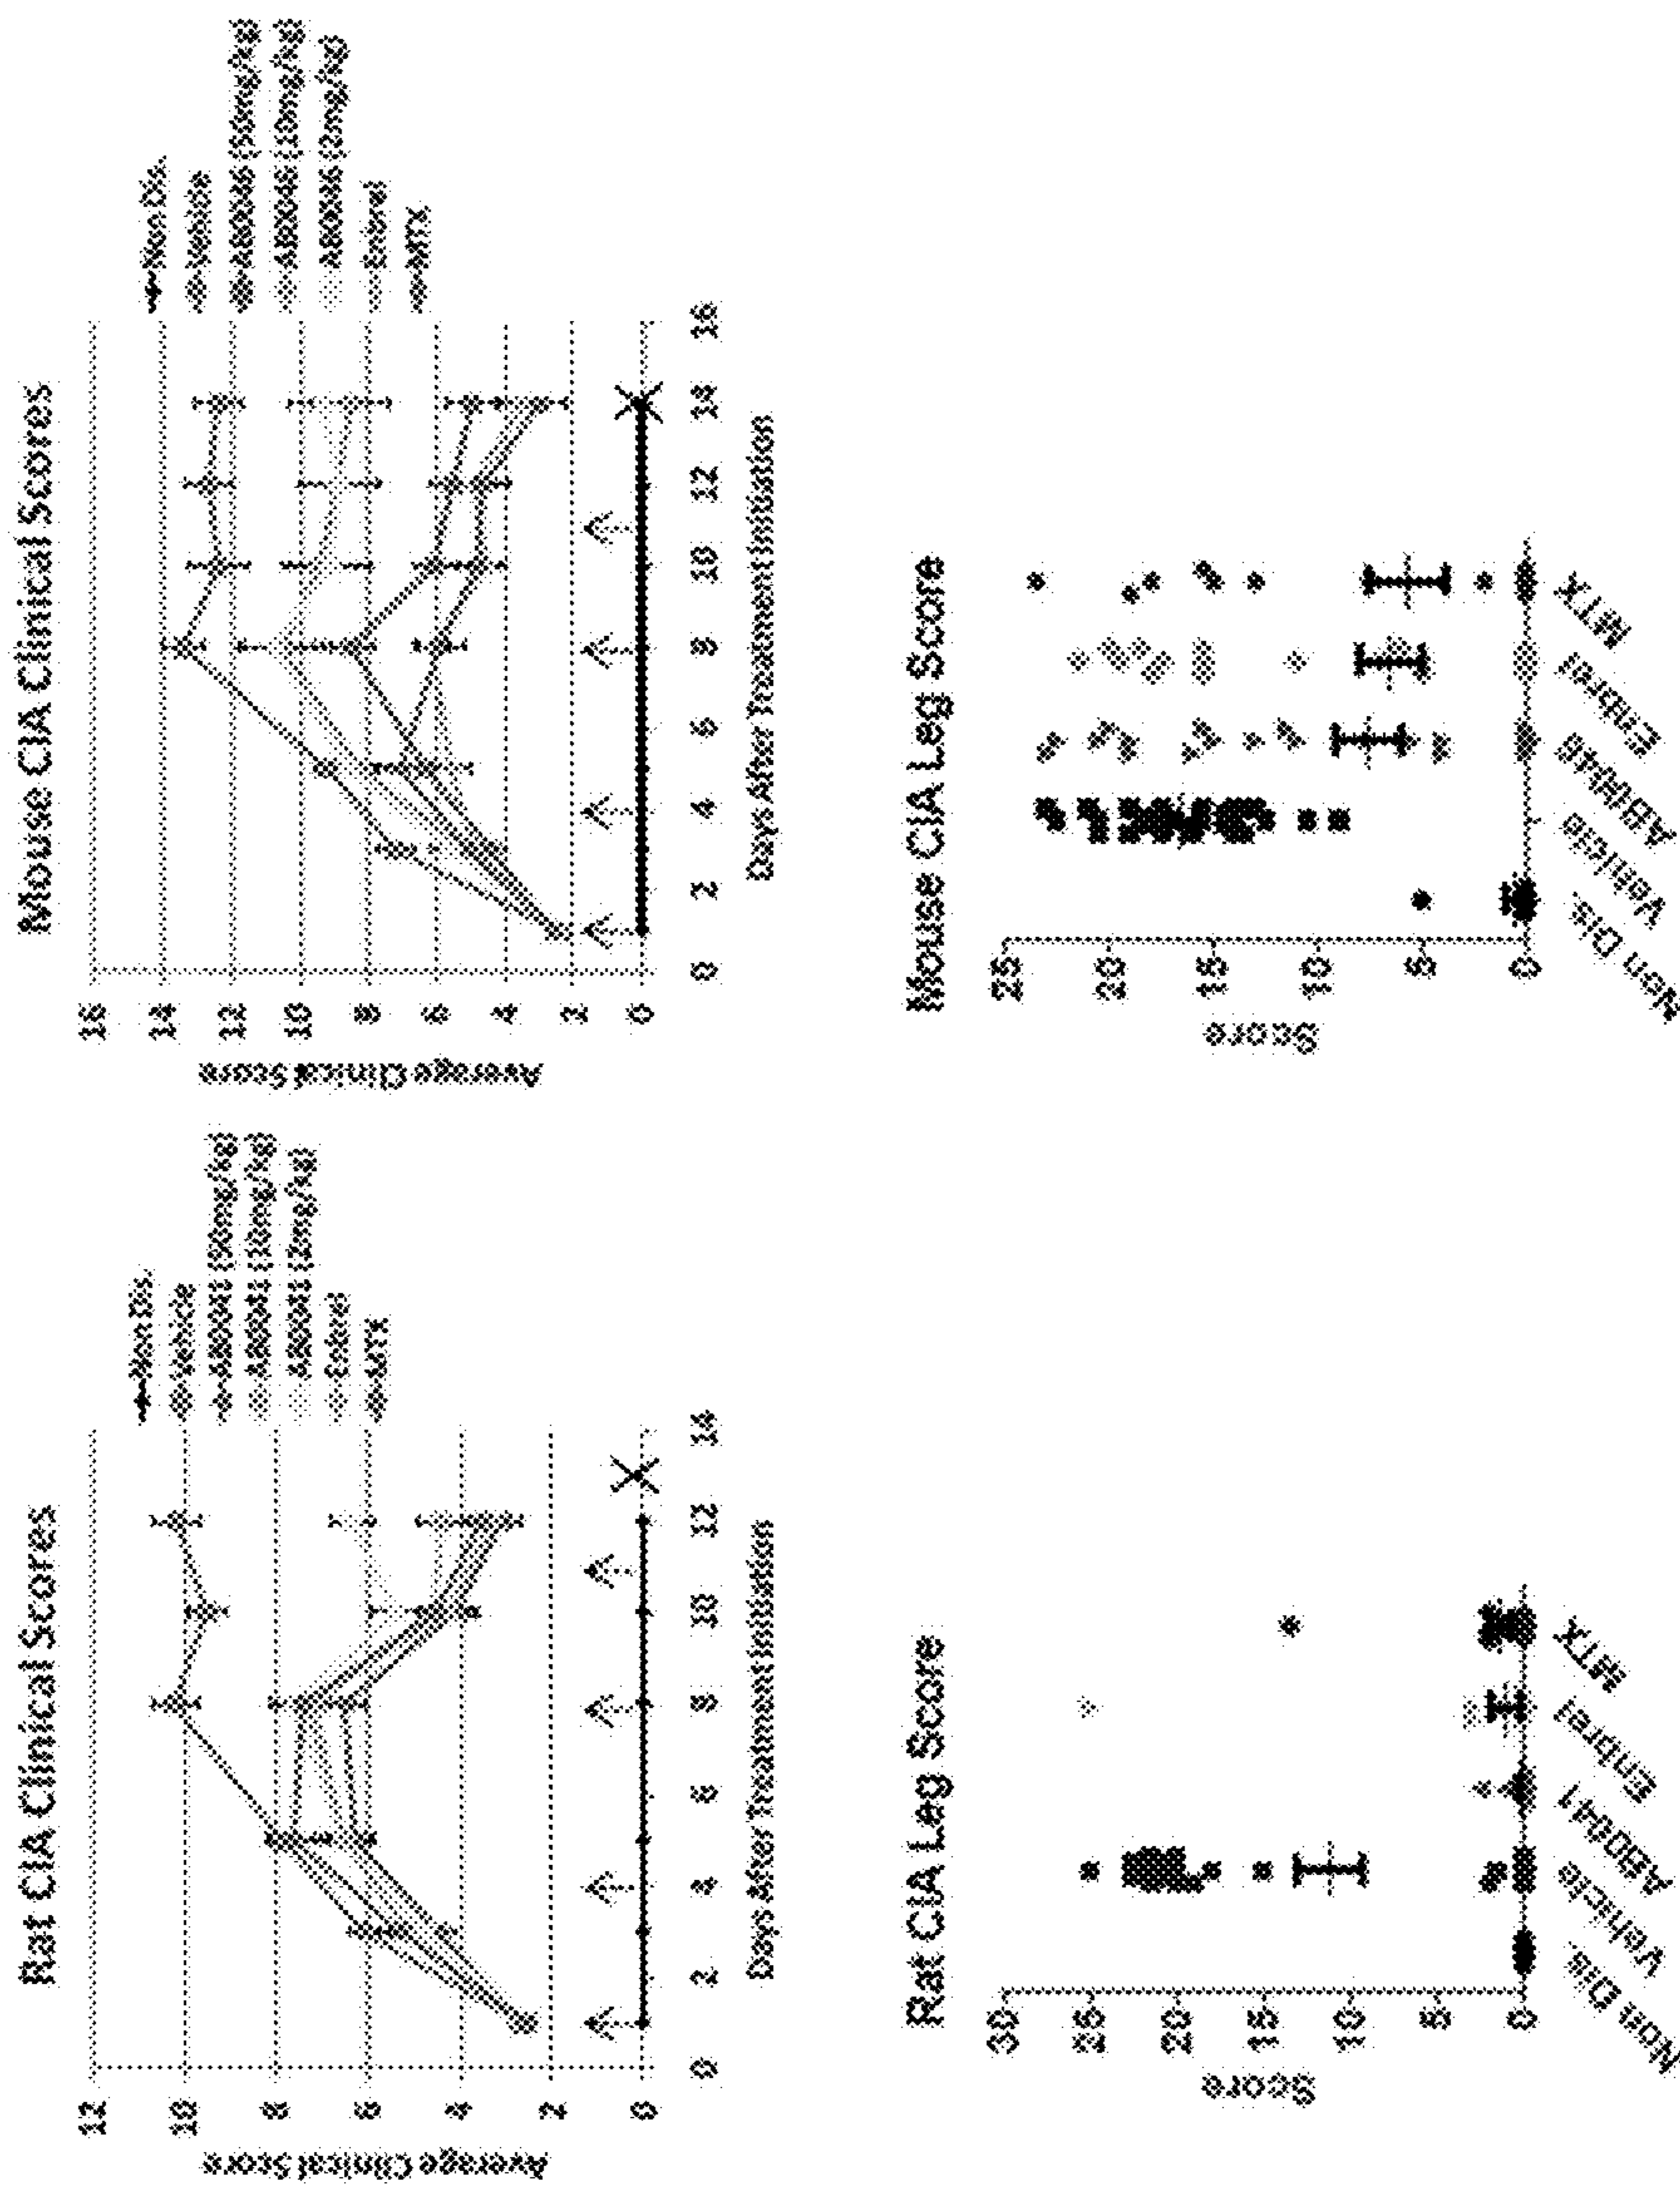 Rat CIA Clinical Scores
12
10
8
6
4
2
0
Average Clinical Score
0 2 4 6 8 10 12 14
Days After Treatment Initiation
Non Dis.
Vehicle
Enbrel
MTX
Mouse CIA Clinical Scores
16
14
12
10
8
6
4
2
0
Average Clinical Score
0 2 4 6 8 10 12 14 16
Days After Treatment Initiation
Non Dis.
Vehicle
Enbrel
MTX
Rat CIA Leg Score
30
25
20
15
10
5
0
Score
Non Dis
Vehicle
AB0041
Enbrel
MTX
Mouse CIA Leg Score
25
20
15
10
5
0
Score
Non Dis
Vehicle
AB0046
Enbrel
MTX